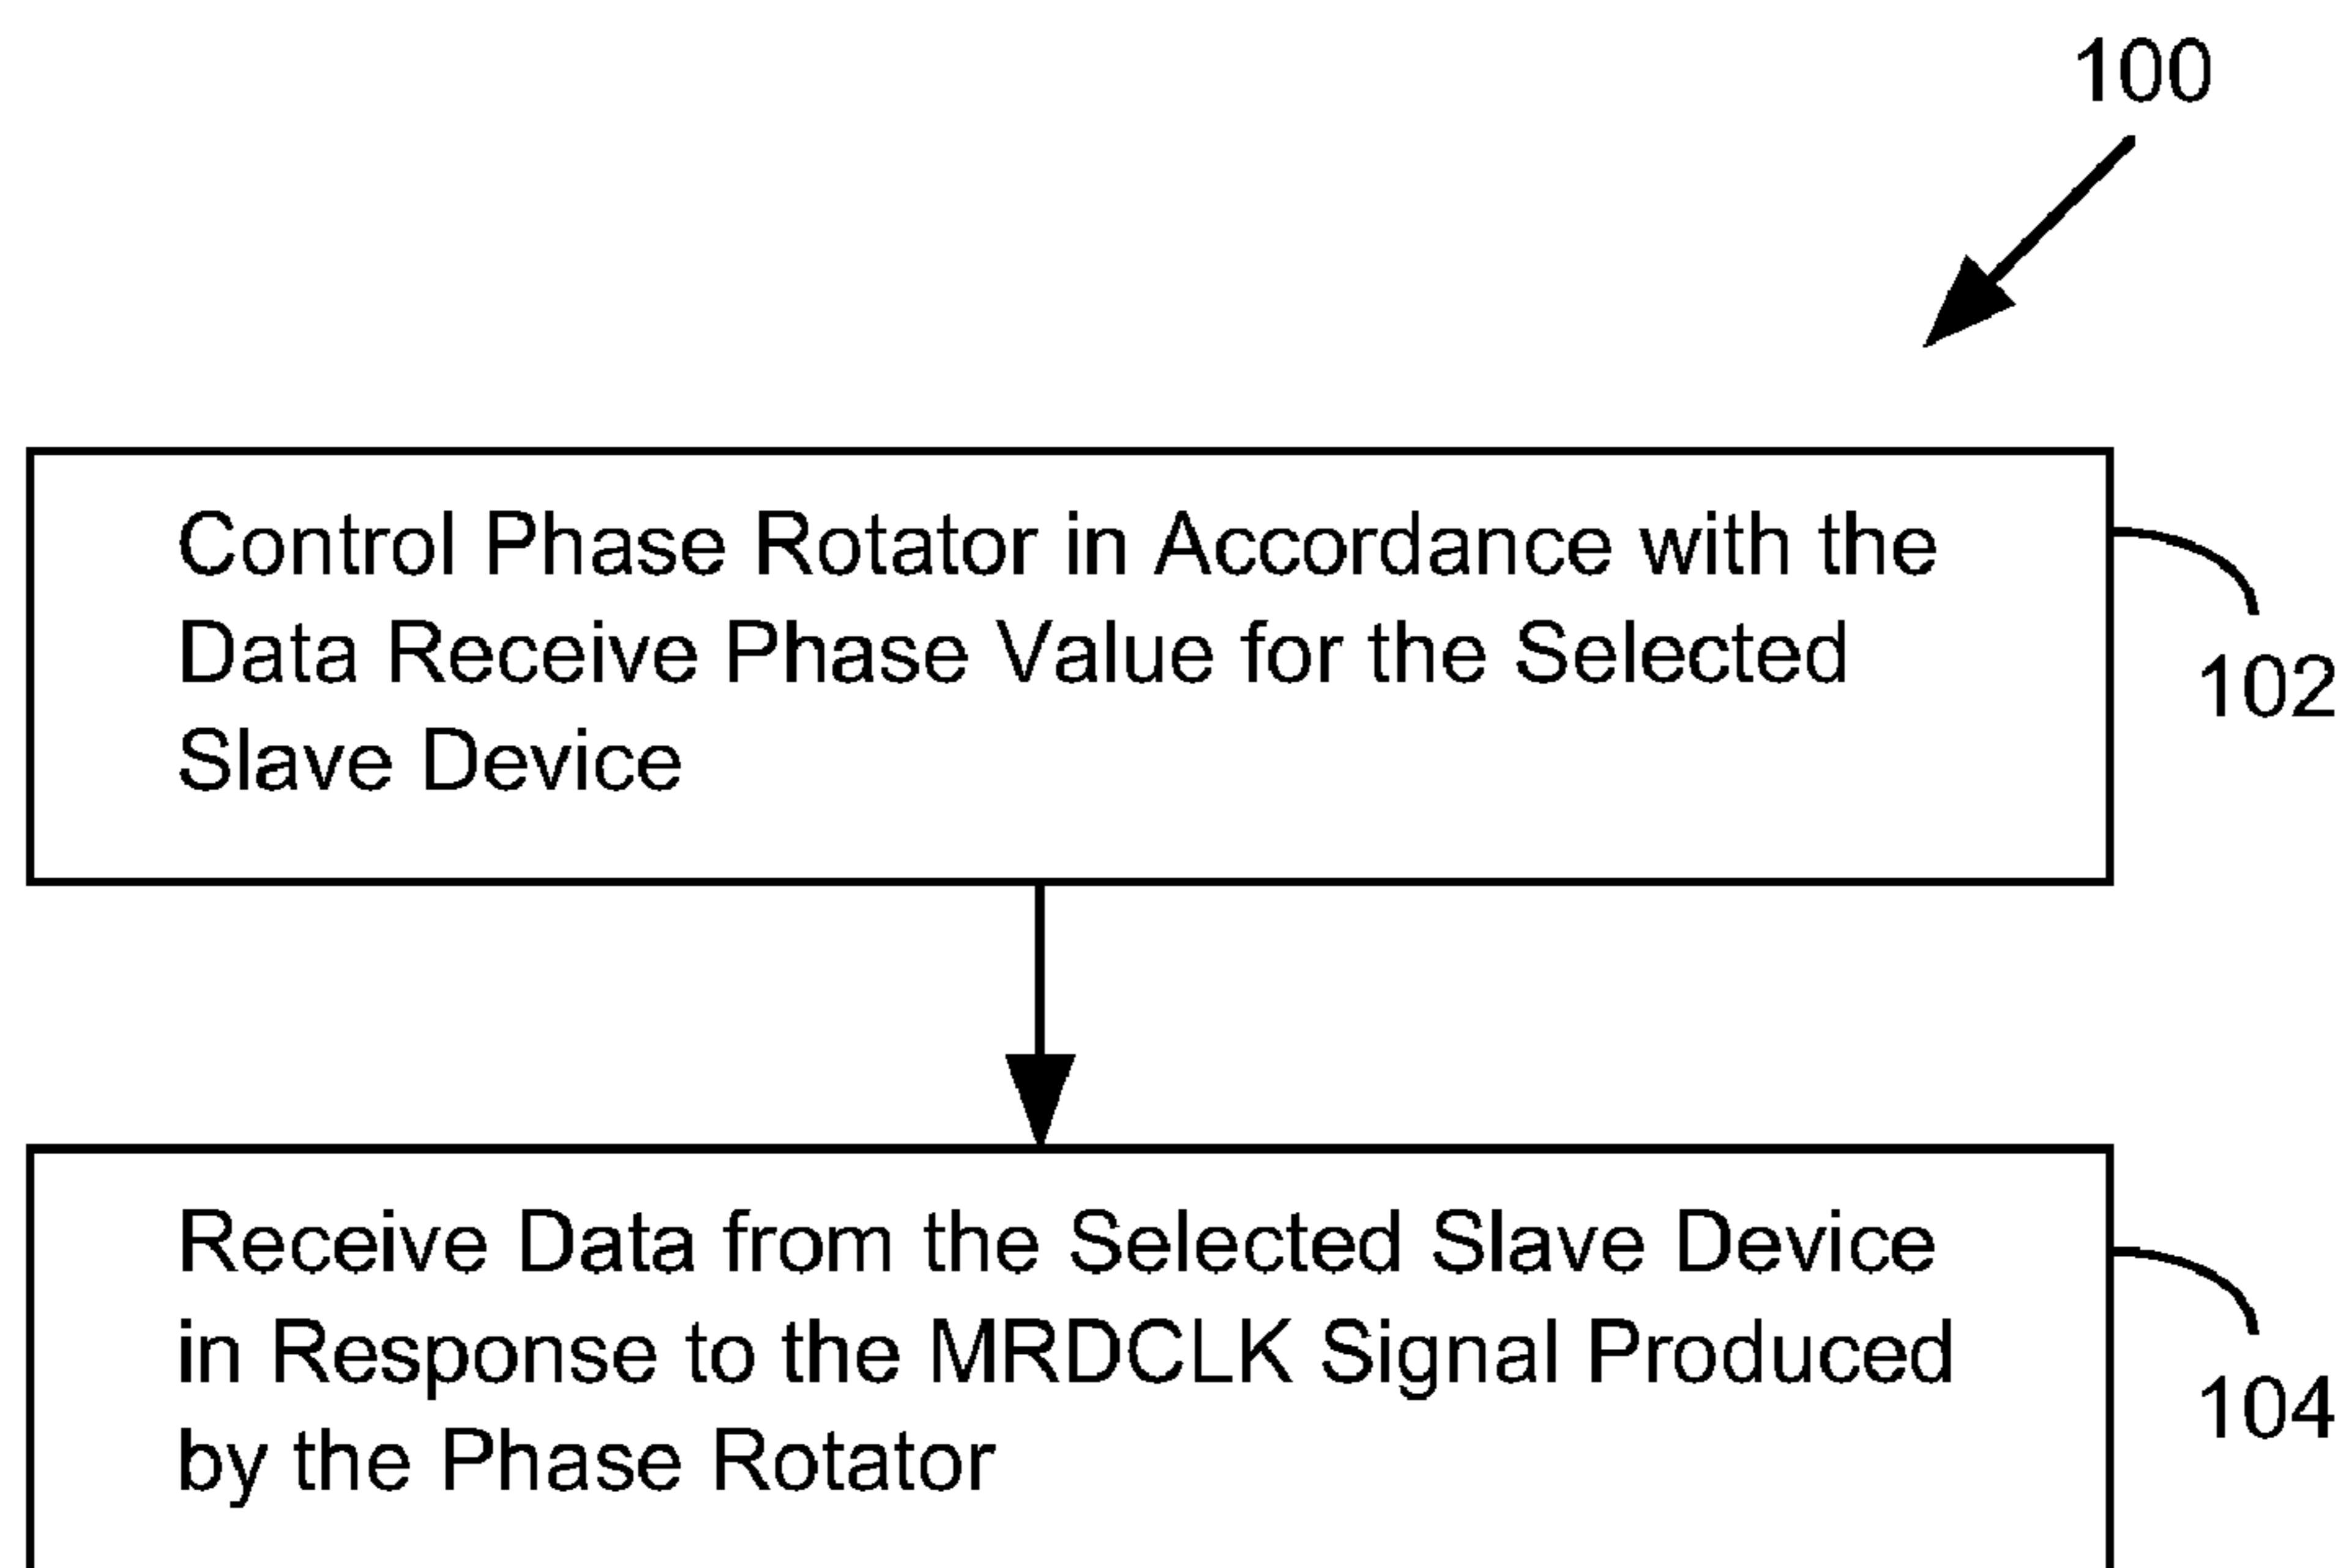 100
Control Phase Rotator in Accordance with the
Data Receive Phase Value for the Selected
Slave Device
102
Receive Data from the Selected Slave Device
in Response to the MRDCLK Signal Produced
by the Phase Rotator
104